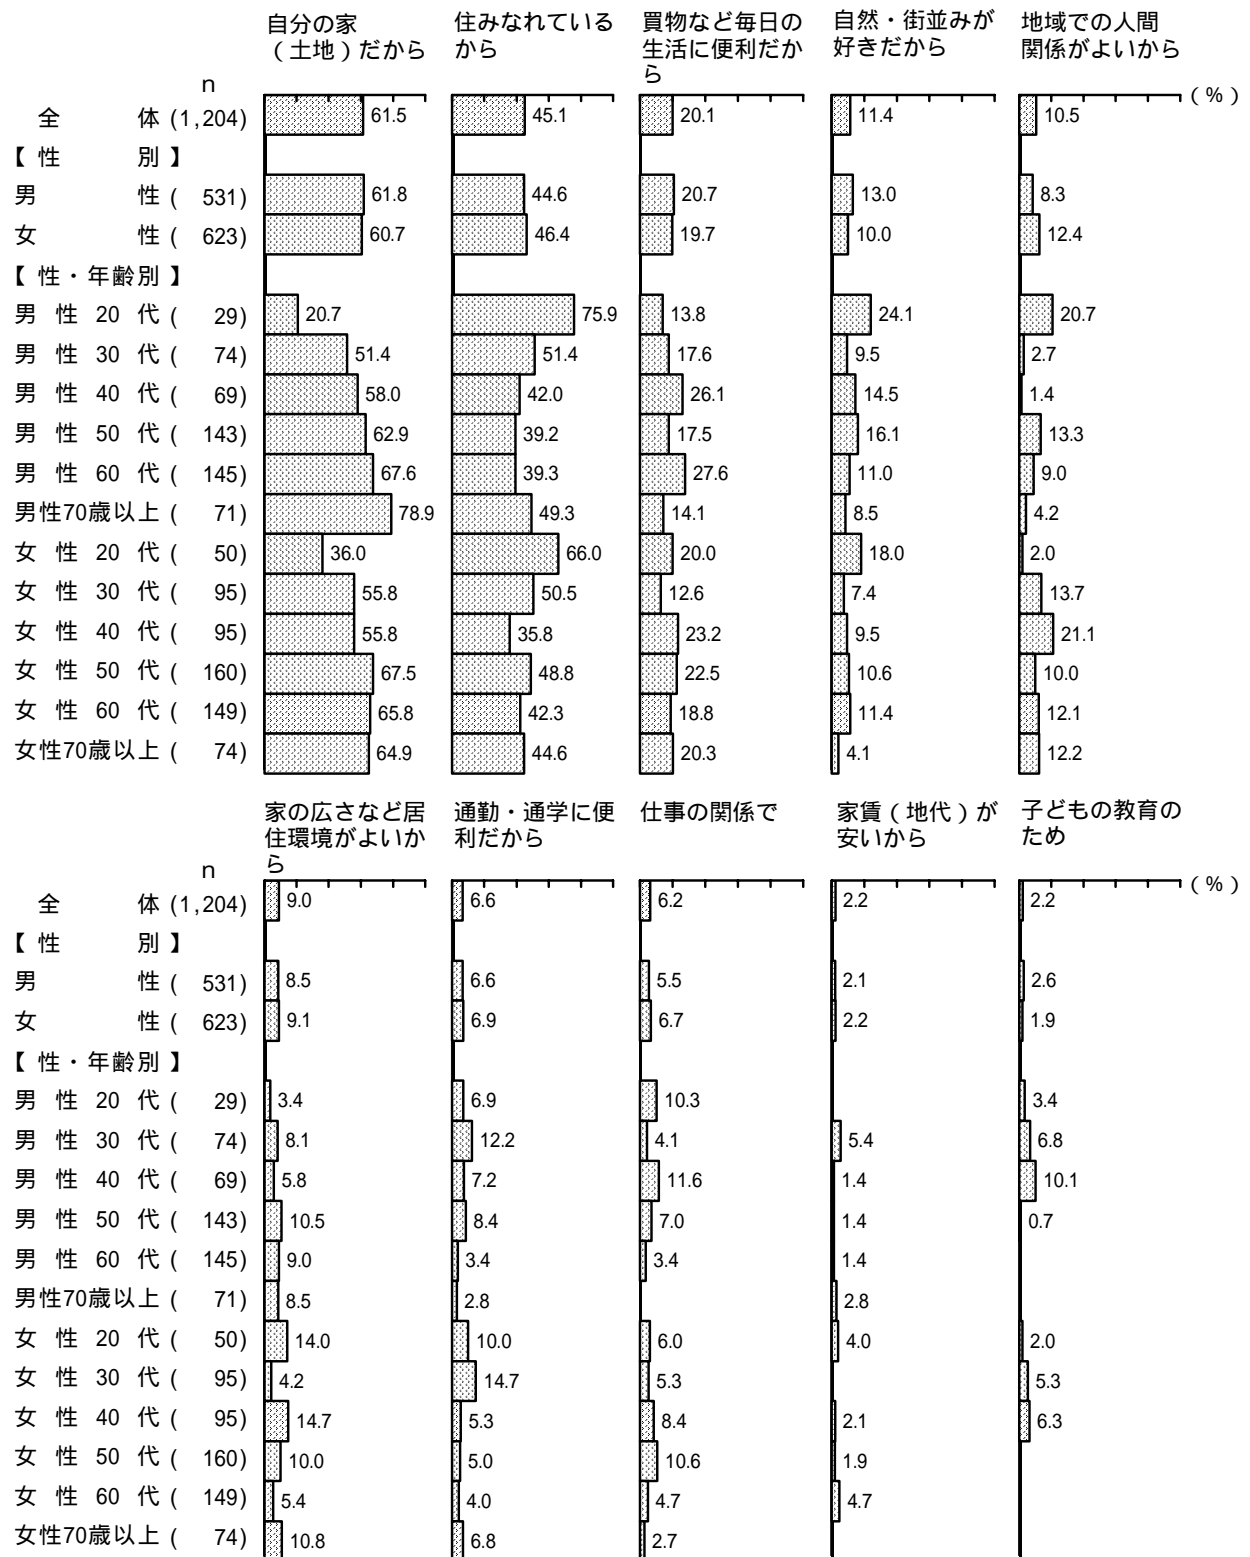 自分の家
（土地）だから
住みなれている
から
買物など毎日の
生活に便利だか
ら
自然・街並みが
好きだから
地域での人間
関係がよいから
n
(％)
全　体 (1,204) 61.5 45.1 20.1 11.4 10.5
【性　別】
男　性 ( 531) 61.8 44.6 20.7 13.0 8.3
女　性 ( 623) 60.7 46.4 19.7 10.0 12.4
【性・年齢別】
男 性 20 代 ( 29) 20.7 75.9 13.8 24.1 20.7
男 性 30 代 ( 74) 51.4 51.4 17.6 9.5 2.7
男 性 40 代 ( 69) 58.0 42.0 26.1 14.5 1.4
男 性 50 代 ( 143) 62.9 39.2 17.5 16.1 13.3
男 性 60 代 ( 145) 67.6 39.3 27.6 11.0 9.0
男性70歳以上 ( 71) 78.9 49.3 14.1 8.5 4.2
女 性 20 代 ( 50) 36.0 66.0 20.0 18.0 2.0
女 性 30 代 ( 95) 55.8 50.5 12.6 7.4 13.7
女 性 40 代 ( 95) 55.8 35.8 23.2 9.5 21.1
女 性 50 代 ( 160) 67.5 48.8 22.5 10.6 10.0
女 性 60 代 ( 149) 65.8 42.3 18.8 11.4 12.1
女性70歳以上 ( 74) 64.9 44.6 20.3 4.1 12.2
家の広さなど居
住環境がよいか
ら
通勤・通学に便
利だから
仕事の関係で
家賃（地代）が
安いから
子どもの教育の
ため
n
(％)
全　体 (1,204) 9.0 6.6 6.2 2.2 2.2
【性　別】
男　性 ( 531) 8.5 6.6 5.5 2.1 2.6
女　性 ( 623) 9.1 6.9 6.7 2.2 1.9
【性・年齢別】
男 性 20 代 ( 29) 3.4 6.9 10.3 3.4
男 性 30 代 ( 74) 8.1 12.2 4.1 5.4 6.8
男 性 40 代 ( 69) 5.8 7.2 11.6 1.4 10.1
男 性 50 代 ( 143) 10.5 8.4 7.0 1.4 0.7
男 性 60 代 ( 145) 9.0 3.4 3.4 1.4
男性70歳以上 ( 71) 8.5 2.8 2.8
女 性 20 代 ( 50) 14.0 10.0 6.0 4.0 2.0
女 性 30 代 ( 95) 4.2 14.7 5.3 5.3
女 性 40 代 ( 95) 14.7 5.3 8.4 2.1 6.3
女 性 50 代 ( 160) 10.0 5.0 10.6 1.9
女 性 60 代 ( 149) 5.4 4.0 4.7 4.7
女性70歳以上 ( 74) 10.8 6.8 2.7